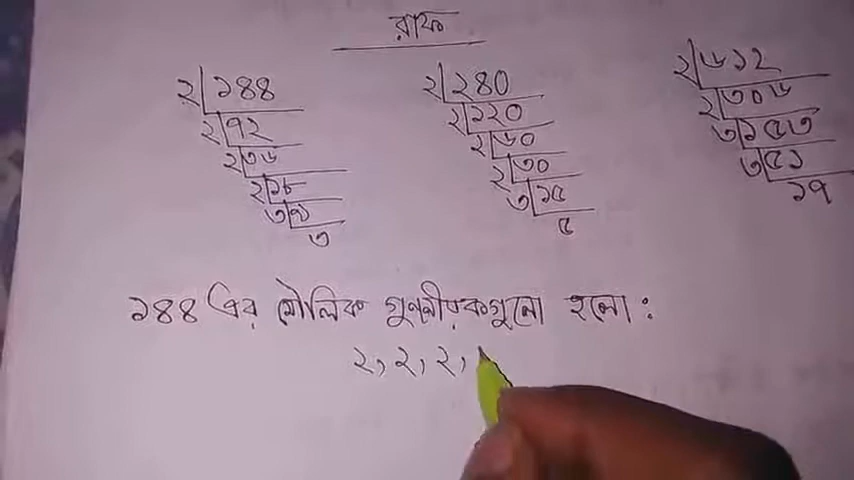 রাফ
২ | ১৪৪
২ | ৭২
২ | ৩৬
২ | ১৮
৩ | ৯
৩
২ | ২৪০
২ | ১২০
২ | ৬০
২ | ৩০
৩ | ১৫
৫
২ | ৬১২
২ | ৩০৬
৩ | ১৫৩
৩ | ৫১
১৭
১৪৪ এর মৌলিক গুণনীয়কগুলো হলো :
২, ২, ২,